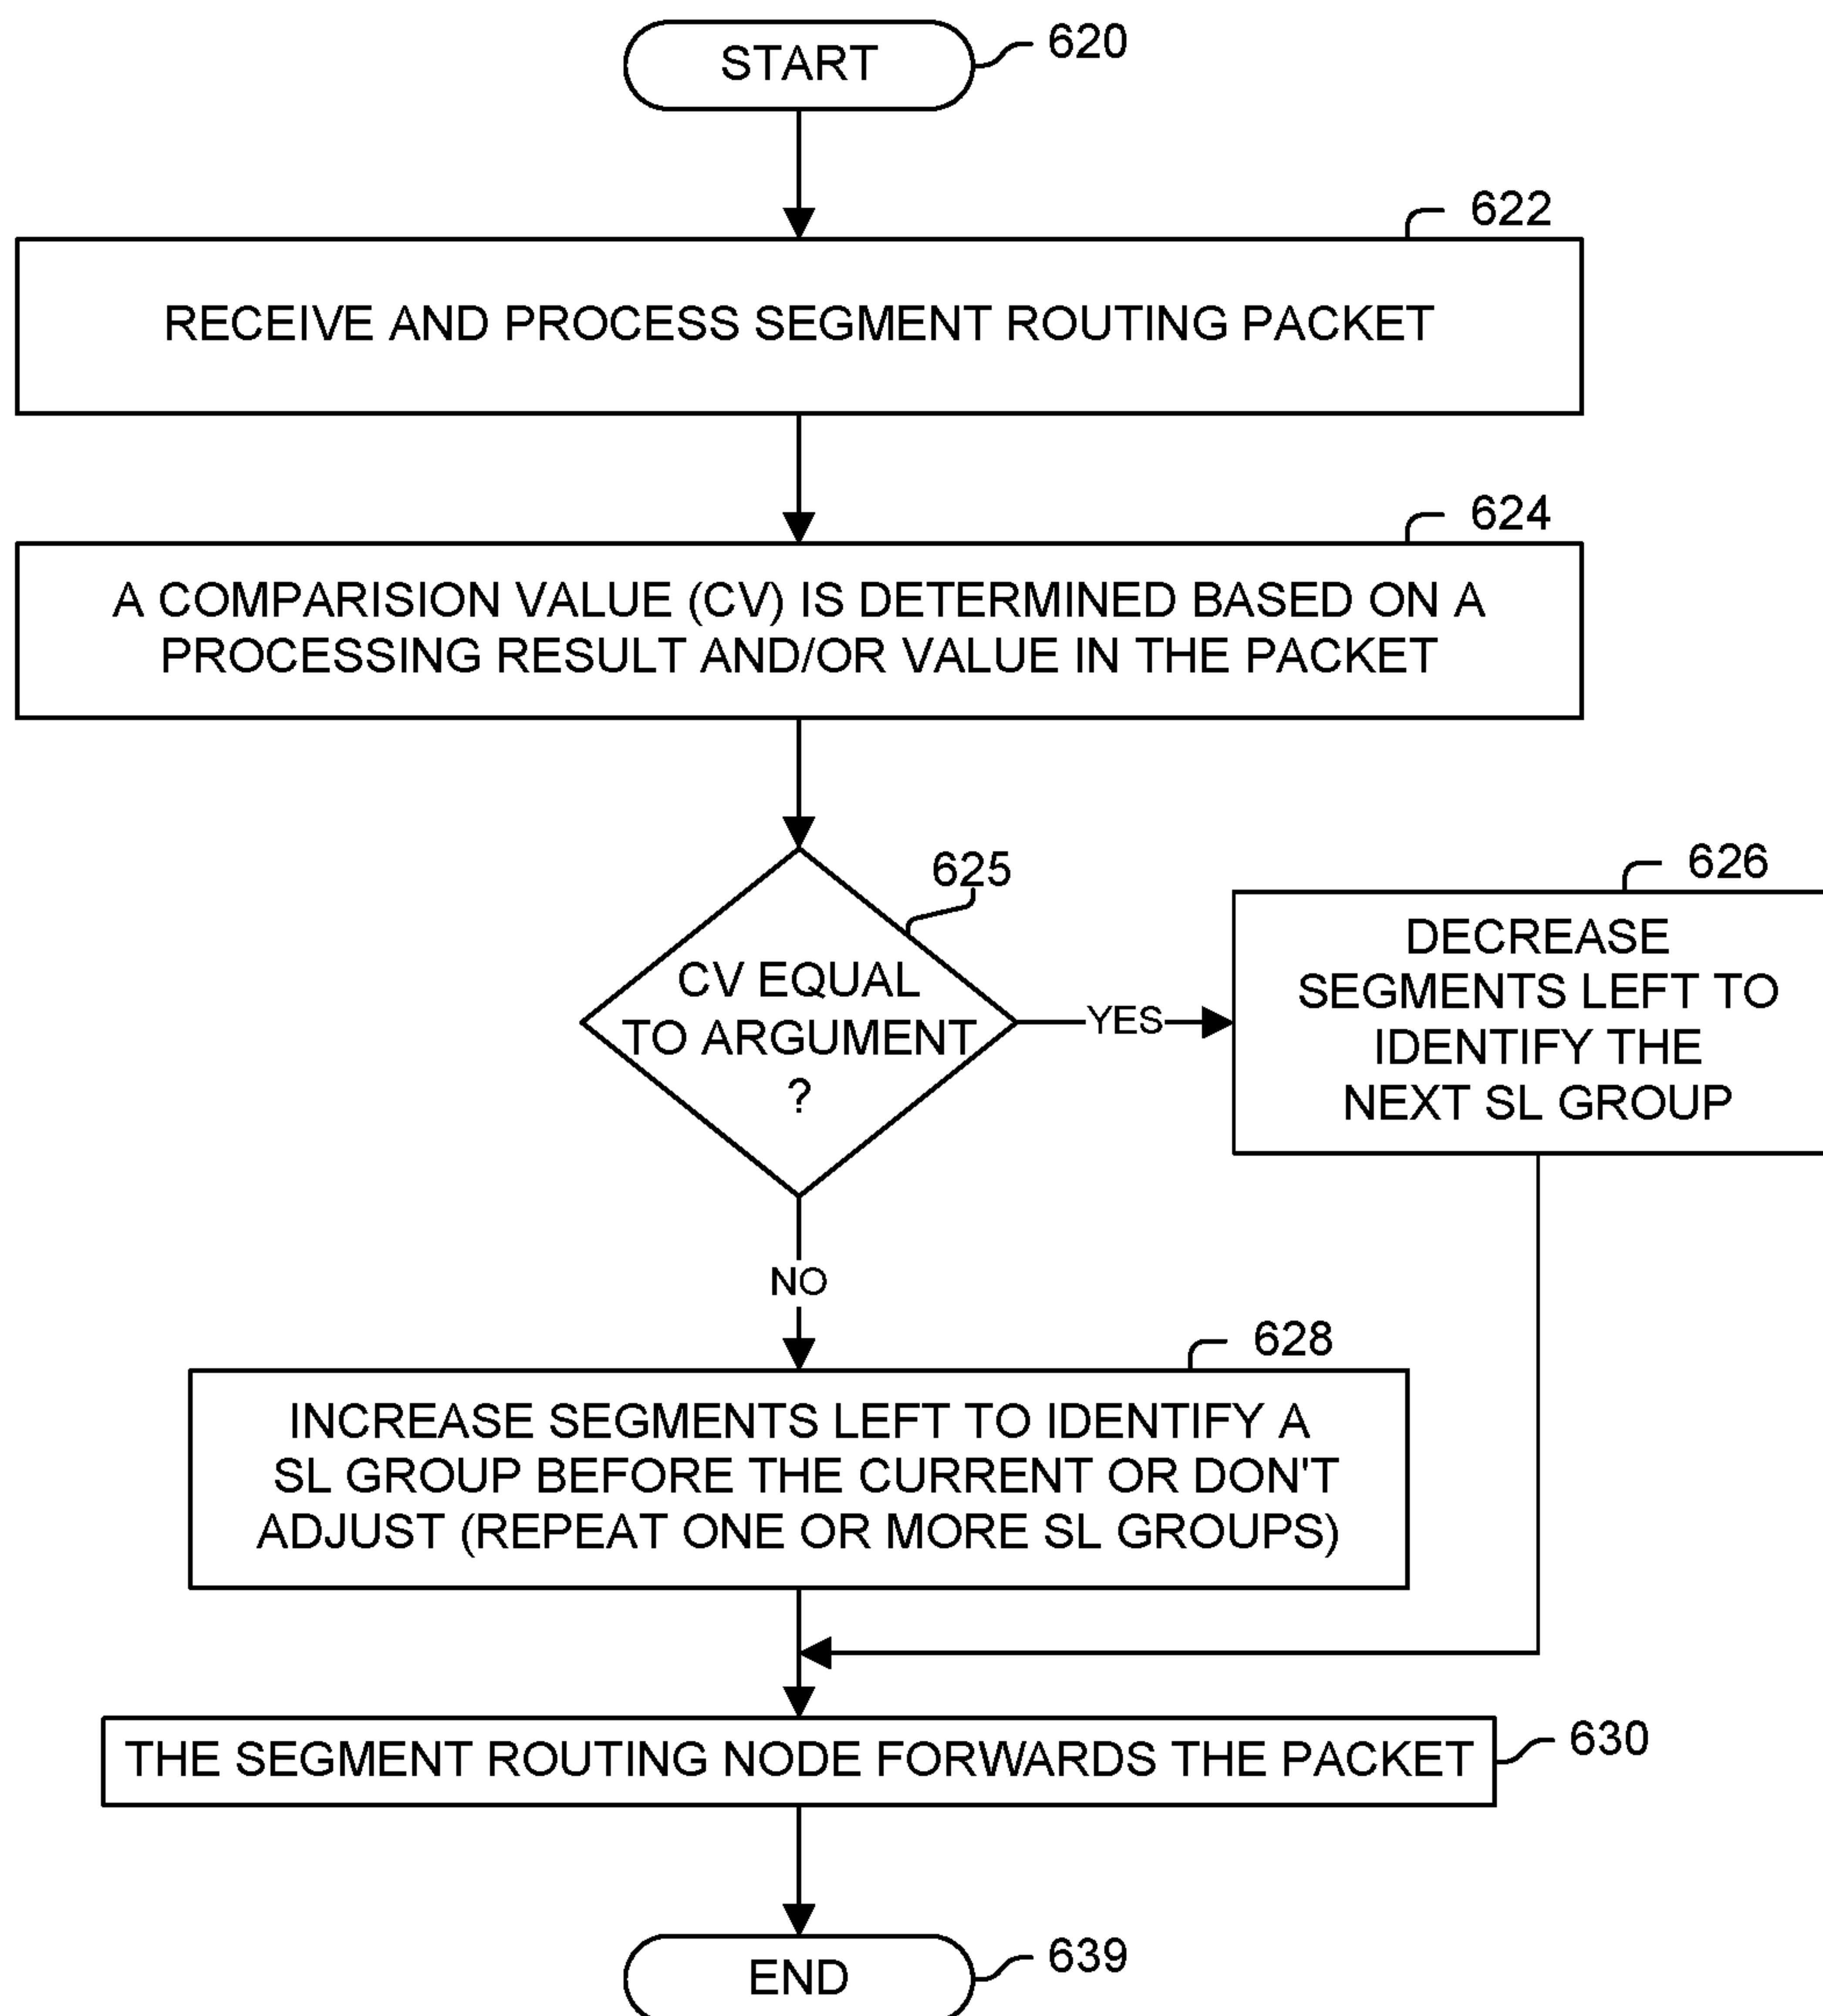 START
620
622
RECEIVE AND PROCESS SEGMENT ROUTING PACKET
624
A COMPARISION VALUE (CV) IS DETERMINED BASED ON A
PROCESSING RESULT AND/OR VALUE IN THE PACKET
625
CV EQUAL
TO ARGUMENT
?
YES
626
DECREASE
SEGMENTS LEFT TO
IDENTIFY THE
NEXT SL GROUP
NO
628
INCREASE SEGMENTS LEFT TO IDENTIFY A
SL GROUP BEFORE THE CURRENT OR DON'T
ADJUST (REPEAT ONE OR MORE SL GROUPS)
THE SEGMENT ROUTING NODE FORWARDS THE PACKET
630
END
639